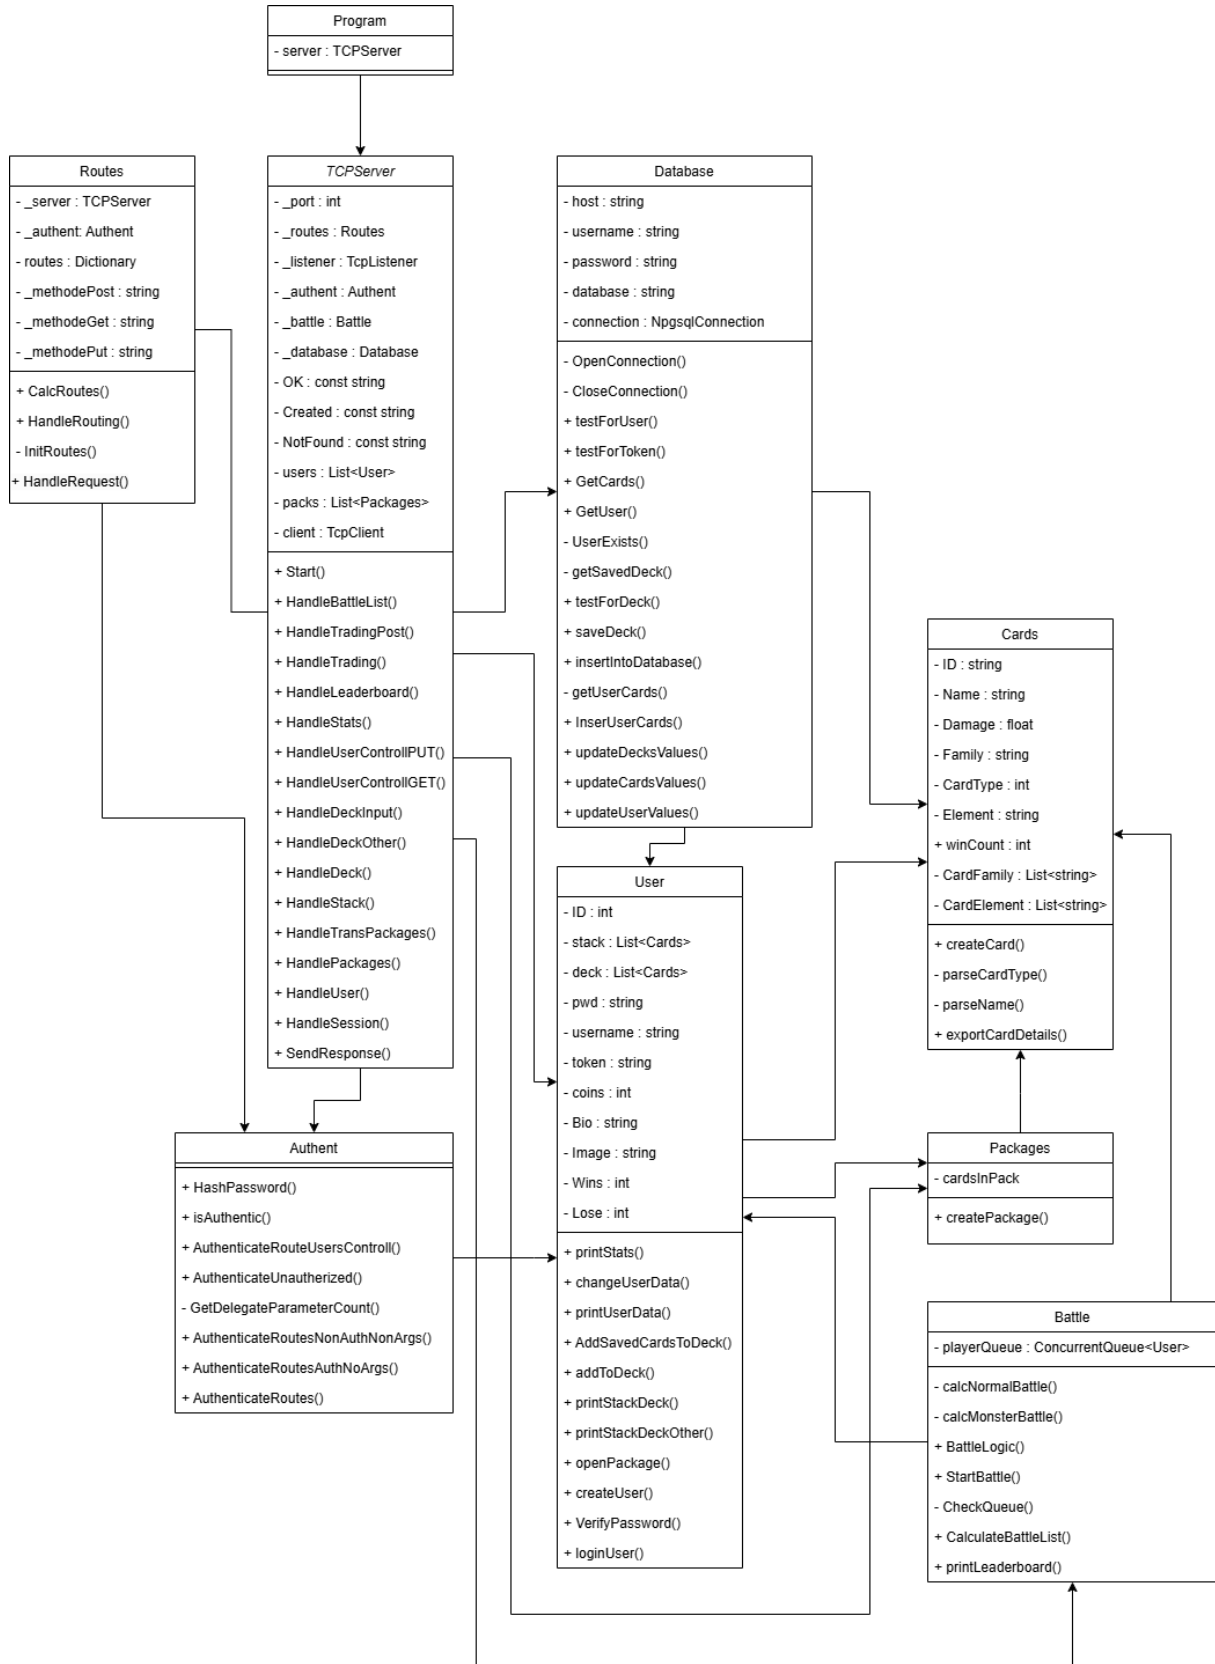 Program
- server : TCPServer
Routes
- _server : TCPServer
- _authent: Authent
- routes : Dictionary
- _methodePost : string
- _methodeGet : string
- _methodePut : string
+ CalcRoutes()
+ HandleRouting()
- InitRoutes()
+ HandleRequest()
TCPServer
- _port : int
- _routes : Routes
- _listener : TcpListener
- _authent : Authent
- _battle : Battle
- _database : Database
- OK : const string
- Created : const string
- NotFound : const string
- users : List<User>
- packs : List<Packages>
- client : TcpClient
+ Start()
+ HandleBattleList()
+ HandleTradingPost()
+ HandleTrading()
+ HandleLeaderboard()
+ HandleStats()
+ HandleUserControllPUT()
+ HandleUserControllGET()
+ HandleDeckInput()
+ HandleDeckOther()
+ HandleDeck()
+ HandleStack()
+ HandleTransPackages()
+ HandlePackages()
+ HandleUser()
+ HandleSession()
+ SendResponse()
Database
- host : string
- username : string
- password : string
- database : string
- connection : NpgsqlConnection
- OpenConnection()
- CloseConnection()
+ testForUser()
+ testForToken()
+ GetCards()
+ GetUser()
- UserExists()
- getSavedDeck()
+ testForDeck()
+ saveDeck()
+ insertIntoDatabase()
- getUserCards()
+ InserUserCards()
+ updateDecksValues()
+ updateCardsValues()
+ updateUserValues()
Cards
- ID : string
- Name : string
- Damage : float
- Family : string
- CardType : int
- Element : string
+ winCount : int
- CardFamily : List<string>
- CardElement : List<string>
+ createCard()
- parseCardType()
- parseName()
+ exportCardDetails()
User
- ID : int
- stack : List<Cards>
- deck : List<Cards>
- pwd : string
- username : string
- token : string
- coins : int
- Bio : string
- Image : string
- Wins : int
- Lose : int
+ printStats()
+ changeUserData()
+ printUserData()
+ AddSavedCardsToDeck()
+ addToDeck()
+ printStackDeck()
+ printStackDeckOther()
+ openPackage()
+ createUser()
+ VerifyPassword()
+ loginUser()
Authent
+ HashPassword()
+ isAuthentic()
+ AuthenticateRouteUsersControll()
+ AuthenticateUnautherized()
- GetDelegateParameterCount()
+ AuthenticateRoutesNonAuthNonArgs()
+ AuthenticateRoutesAuthNoArgs()
+ AuthenticateRoutes()
Packages
- cardsInPack
+ createPackage()
Battle
- playerQueue : ConcurrentQueue<User>
- calcNormalBattle()
- calcMonsterBattle()
+ BattleLogic()
+ StartBattle()
- CheckQueue()
+ CalculateBattleList()
+ printLeaderboard()